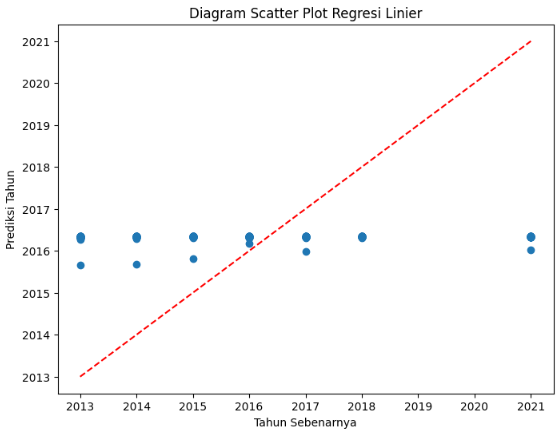 Diagram Scatter Plot Regresi Linier
2021
2020
2019
2018
2017
2016
2015
2014
2013
Prediksi Tahun
2013 2014 2015 2016 2017 2018 2019 2020 2021
Tahun Sebenarnya